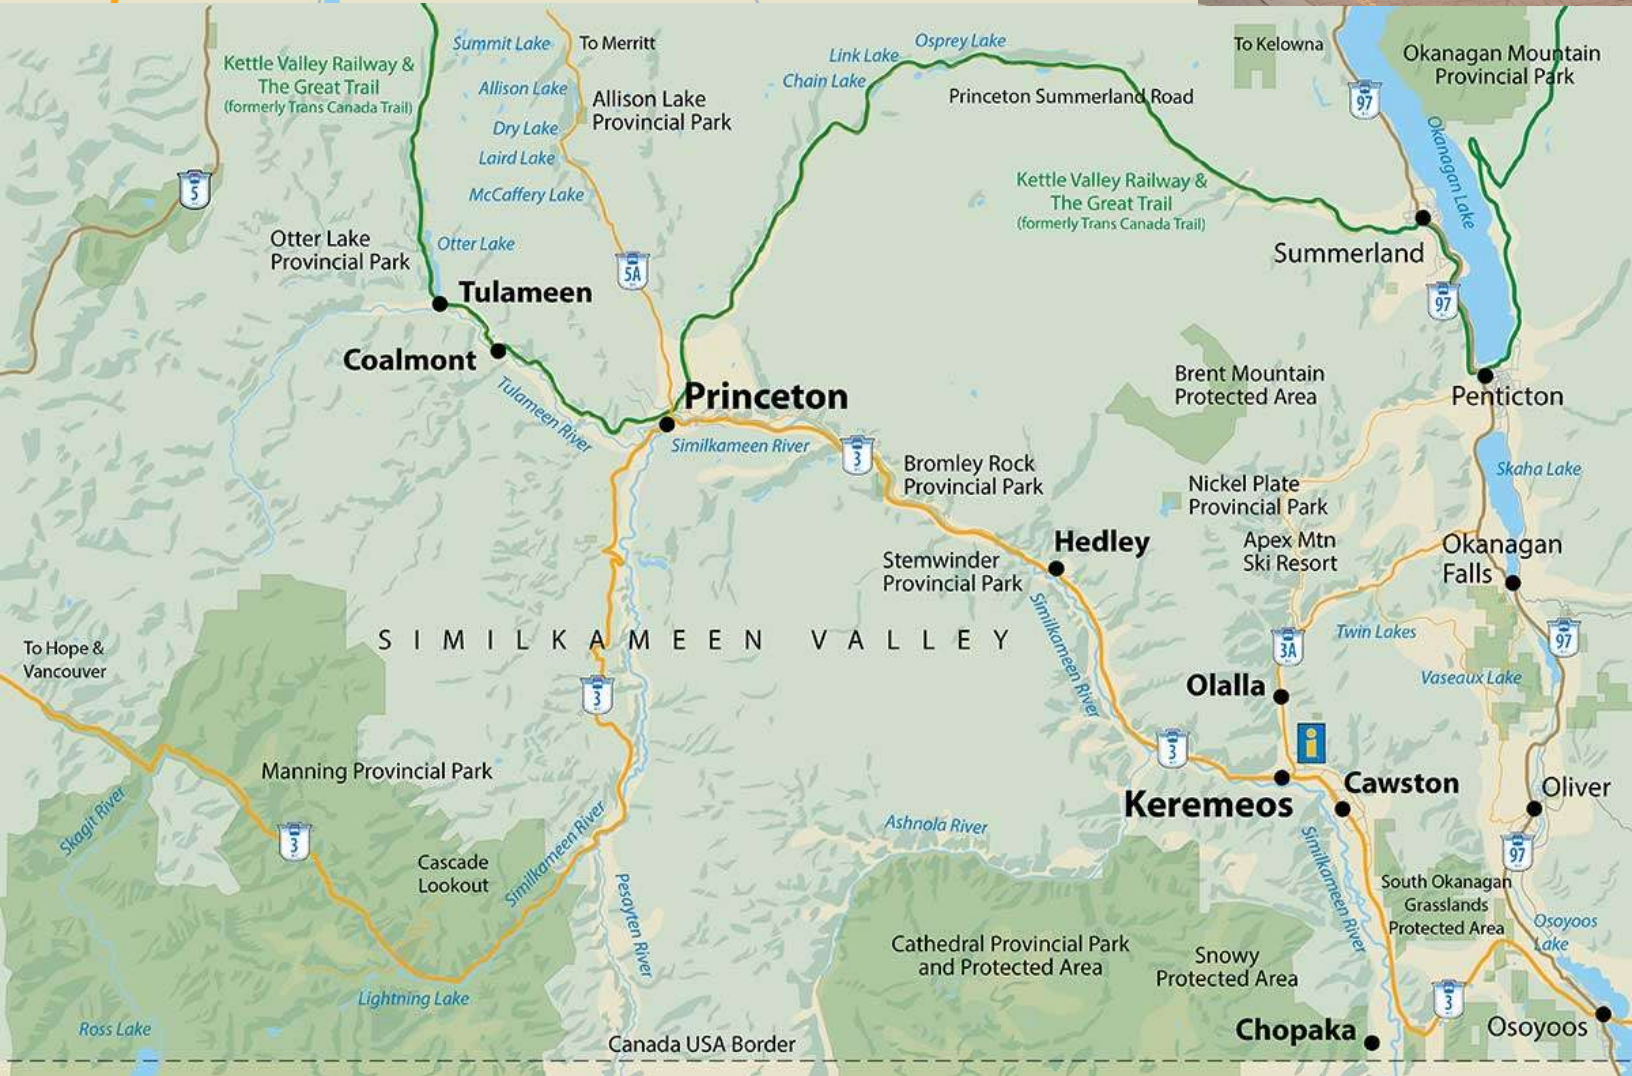 Kettle Valley Railway &
The Great Trail
(formerly Trans Canada Trail)
Summit Lake
To Merritt
Allison Lake
Allison Lake
Provincial Park
Dry Lake
Laird Lake
McCaffery Lake
Link Lake
Osprey Lake
Chain Lake
Princeton Summerland Road
To Kelowna
Okanagan Mountain
Provincial Park
97
Okanagan Lake
5
Kettle Valley Railway &
The Great Trail
(formerly Trans Canada Trail)
Otter Lake
Provincial Park
Otter Lake
5A
Summerland
97
Tulameen
Coalmont
Tulameen River
Princeton
Similkameen River
3
Brent Mountain
Protected Area
Penticton
Skaha Lake
Bromley Rock
Provincial Park
Nickel Plate
Provincial Park
Hedley
Stemwinder
Provincial Park
Apex Mtn
Ski Resort
Okanagan
Falls
Similkameen River
SIMILKAMEEN VALLEY
To Hope &
Vancouver
3
3A
Twin Lakes
97
Vaseaux Lake
Olalla
3
i
Manning Provincial Park
Keremeos
Cawston
Oliver
Skagit River
3
Cascade
Lookout
Similkameen River
Pesayten River
Ashnola River
Similkameen River
97
South Okanagan
Grasslands
Protected Area
Osoyoos
Lake
Cathedral Provincial Park
and Protected Area
Snowy
Protected Area
Lightning Lake
3
Ross Lake
Canada USA Border
Chopaka
Osoyoos